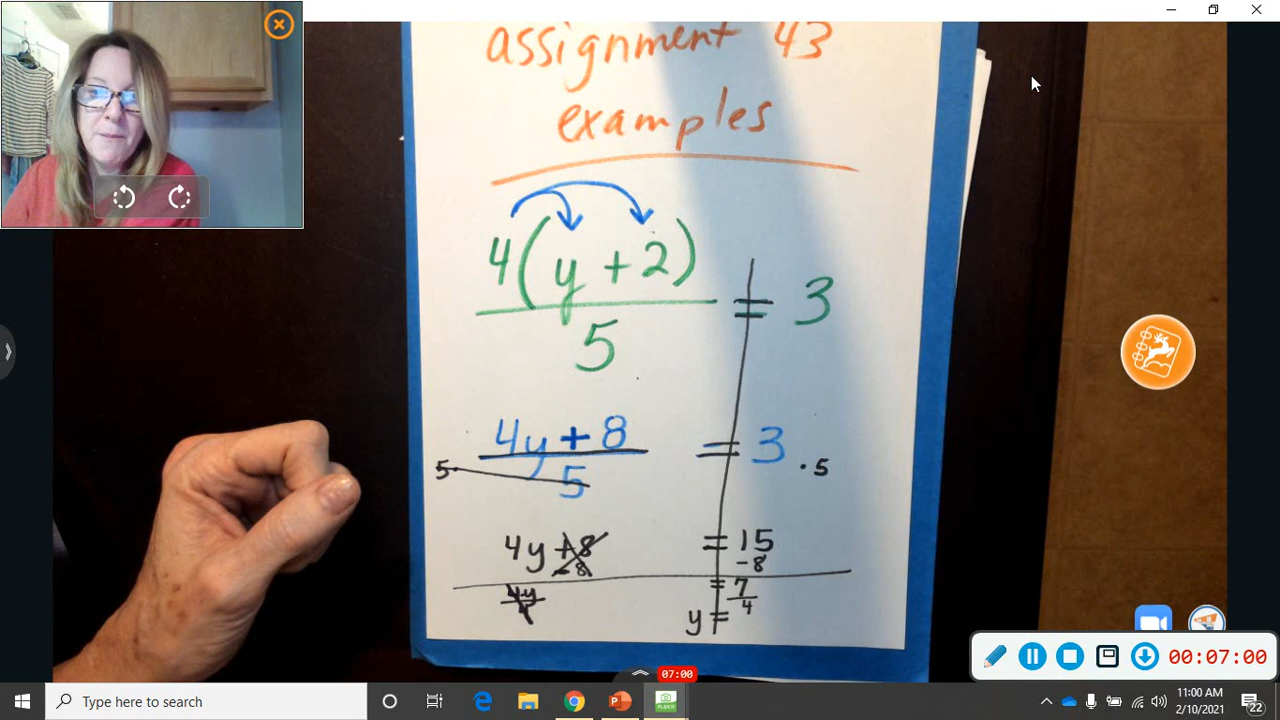 assignment 43
examples
4(y + 2)
= 3
5
4y + 8
= 3 · 5
5· 5
4y +8 = 15
-8 -8
4y = 7
4 4
y =
00:07:00
07:00
Type here to search
11:00 AM
2/10/2021
22